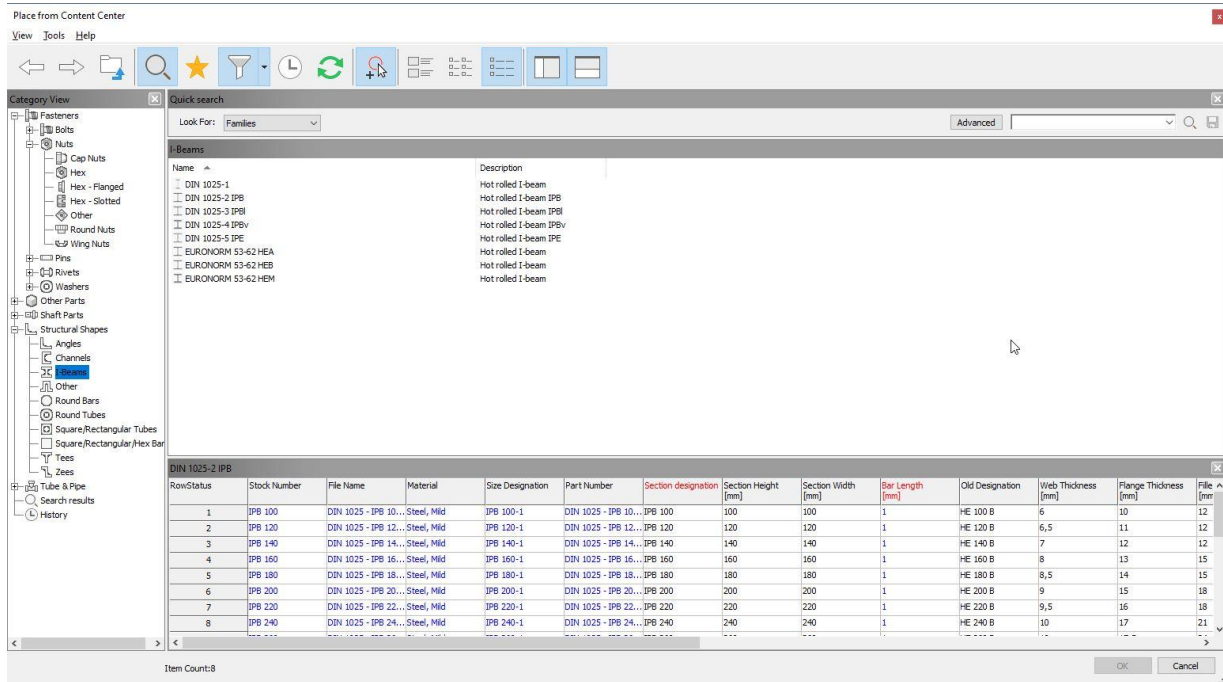 Place from Content Center
View Tools Help
Category View
Fasteners
Bolts
Nuts
Cap Nuts
Hex
Hex - Flanged
Hex - Slotted
Other
Round Nuts
Wing Nuts
Pins
Rivets
Washers
Other Parts
Shaft Parts
Structural Shapes
Angles
Channels
I-Beams
Other
Round Bars
Round Tubes
Square/Rectangular Tubes
Square/Rectangular/Hex Bar
Tees
Zees
Tube & Pipe
Search results
History
Quick search
Look For: Families Advanced
I-Beams
Name Description
DIN 1025-1 Hot rolled I-beam
DIN 1025-2 IPB Hot rolled I-beam IPB
DIN 1025-3 IPBl Hot rolled I-beam IPBl
DIN 1025-4 IPBv Hot rolled I-beam IPBv
DIN 1025-5 IPE Hot rolled I-beam IPE
EURONORM 53-62 HEA Hot rolled I-beam
EURONORM 53-62 HEB Hot rolled I-beam
EURONORM 53-62 HEM Hot rolled I-beam
DIN 1025-2 IPB
RowStatus Stock Number File Name Material Size Designation Part Number Section designation Section Height [mm] Section Width [mm] Bar Length [mm] Old Designation Web Thickness [mm] Flange Thickness [mm] Fille [mm
1 IPB 100 DIN 1025 - IPB 10... Steel, Mild IPB 100-1 DIN 1025 - IPB 10... IPB 100 100 100 1 HE 100 B 6 10 12
2 IPB 120 DIN 1025 - IPB 12... Steel, Mild IPB 120-1 DIN 1025 - IPB 12... IPB 120 120 120 1 HE 120 B 6,5 11 12
3 IPB 140 DIN 1025 - IPB 14... Steel, Mild IPB 140-1 DIN 1025 - IPB 14... IPB 140 140 140 1 HE 140 B 7 12 12
4 IPB 160 DIN 1025 - IPB 16... Steel, Mild IPB 160-1 DIN 1025 - IPB 16... IPB 160 160 160 1 HE 160 B 8 13 15
5 IPB 180 DIN 1025 - IPB 18... Steel, Mild IPB 180-1 DIN 1025 - IPB 18... IPB 180 180 180 1 HE 180 B 8,5 14 15
6 IPB 200 DIN 1025 - IPB 20... Steel, Mild IPB 200-1 DIN 1025 - IPB 20... IPB 200 200 200 1 HE 200 B 9 15 18
7 IPB 220 DIN 1025 - IPB 22... Steel, Mild IPB 220-1 DIN 1025 - IPB 22... IPB 220 220 220 1 HE 220 B 9,5 16 18
8 IPB 240 DIN 1025 - IPB 24... Steel, Mild IPB 240-1 DIN 1025 - IPB 24... IPB 240 240 240 1 HE 240 B 10 17 21
Item Count:8
OK Cancel